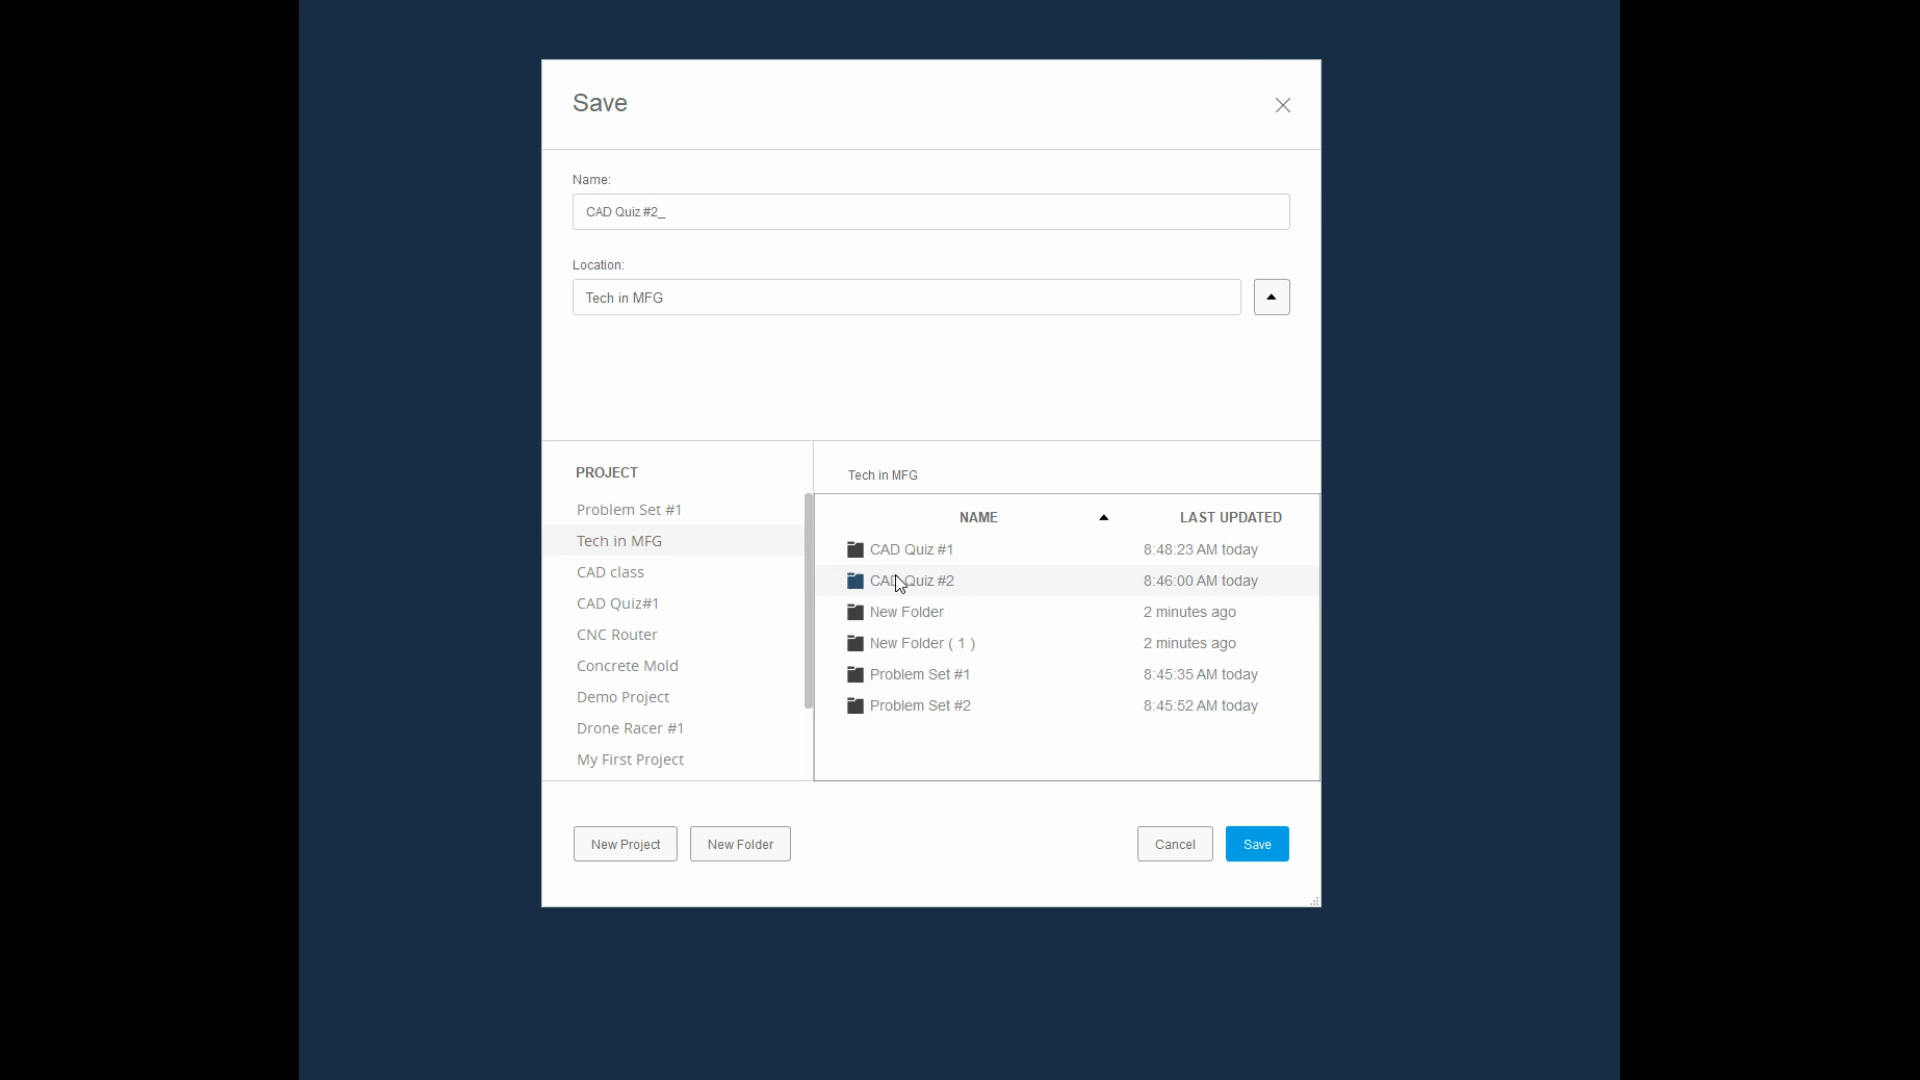 Save
Name:
CAD Quiz #2_
Location:
Tech in MFG
PROJECT
Problem Set #1
Tech in MFG
CAD class
CAD Quiz#1
CNC Router
Concrete Mold
Demo Project
Drone Racer #1
My First Project
Tech in MFG
NAME LAST UPDATED
CAD Quiz #1 8:48:23 AM today
CAD Quiz #2 8:46:00 AM today
New Folder 2 minutes ago
New Folder ( 1 ) 2 minutes ago
Problem Set #1 8:45:35 AM today
Problem Set #2 8:45:52 AM today
New Project New Folder Cancel Save